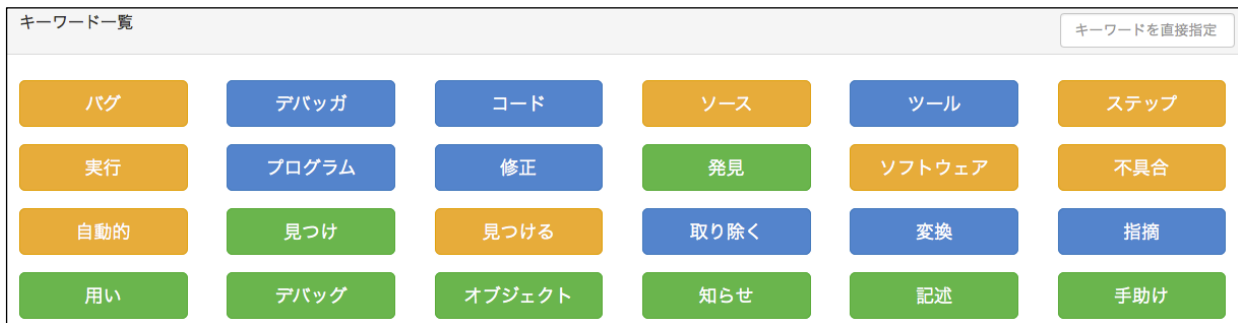 キーワード一覧 キーワードを直接指定
バグ デバッガ コード ソース ツール ステップ
実行 プログラム 修正 発見 ソフトウェア 不具合
自動的 見つけ 見つける 取り除く 変換 指摘
用い デバッグ オブジェクト 知らせ 記述 手助け